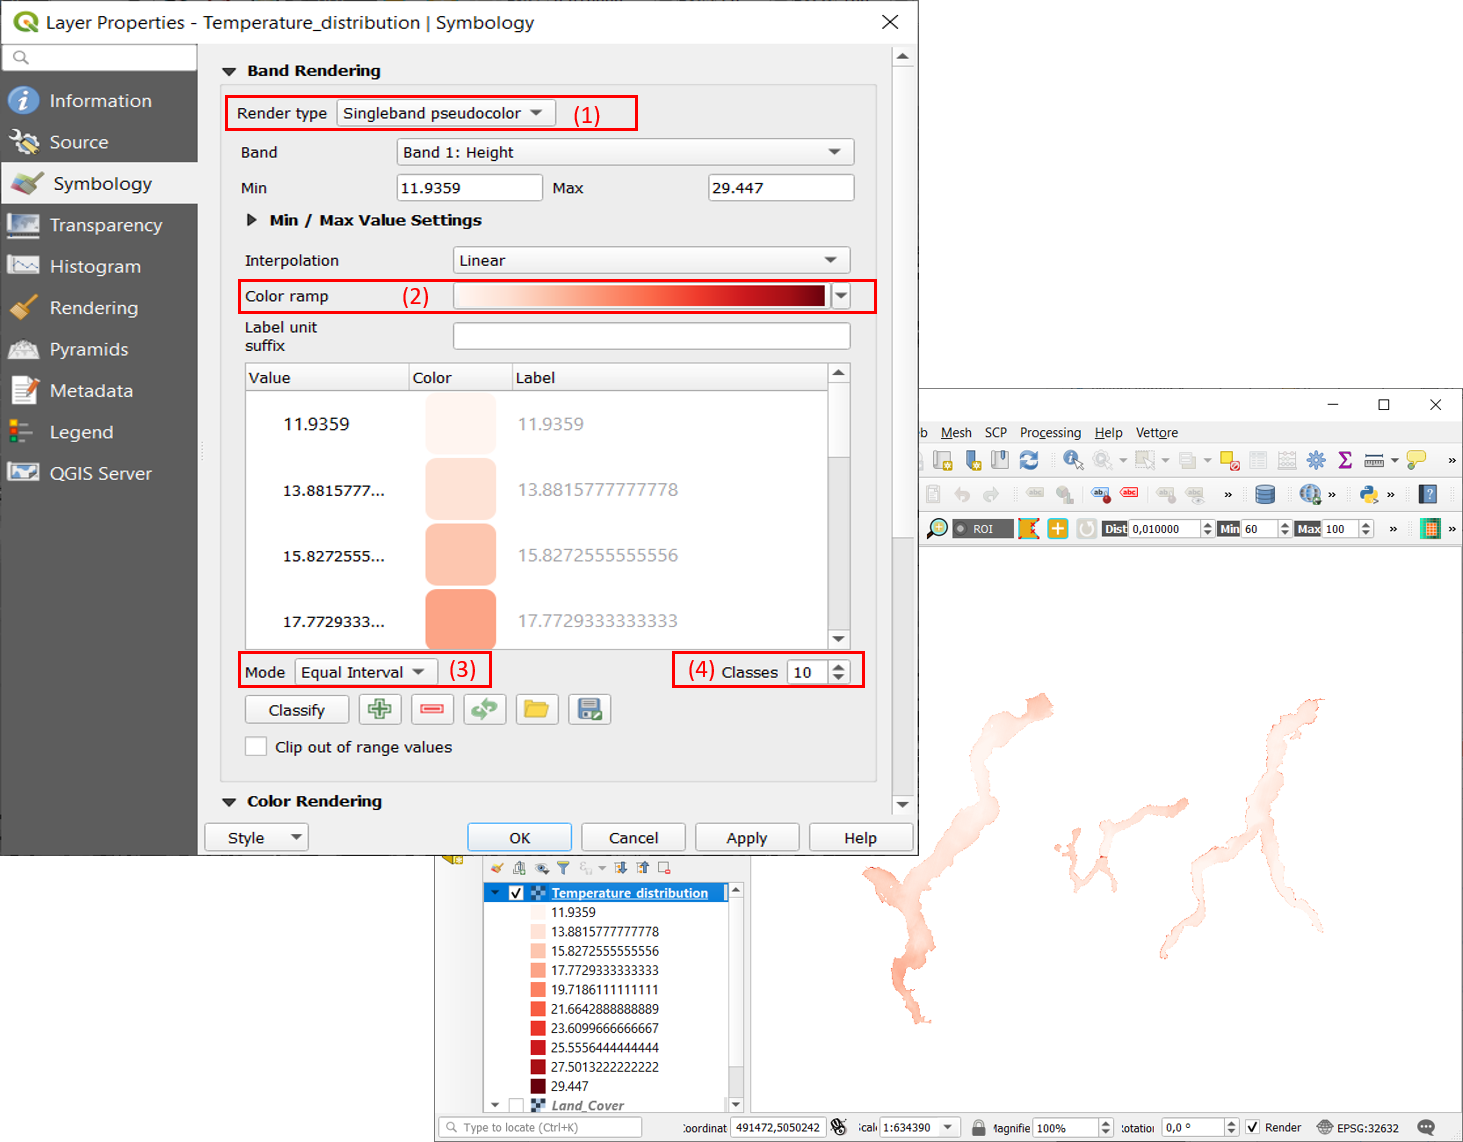 Layer Properties - Temperature_distribution | Symbology
Information
Source
Symbology
Transparency
Histogram
Rendering
Pyramids
Metadata
Legend
QGIS Server
Band Rendering
Render type Singleband pseudocolor (1)
Band Band 1: Height
Min 11.9359 Max 29.447
Min / Max Value Settings
Interpolation Linear
Color ramp (2)
Label unit
suffix
Value Color Label
11.9359 11.9359
13.8815777... 13.8815777777778
15.8272555... 15.8272555555556
17.7729333... 17.7729333333333
Mode Equal Interval (3) (4) Classes 10
Classify
Clip out of range values
Color Rendering
Style OK Cancel Apply Help
b Mesh SCP Processing Help Vettore
»
abc ab abc ab abc » » » ?
ROI Dist 0,010000 Min 60 Max 100 » »
Temperature_distribution
11.9359
13.8815777777778
15.8272555555556
17.7729333333333
19.7186111111111
21.6642888888889
23.6099666666667
25.5556444444444
27.5013222222222
29.447
Land_Cover
Type to locate (Ctrl+K) :oordinat 491472,5050242 :cal 1:634390 Magnifie 100% lotatio 0,0 ° Render EPSG:32632